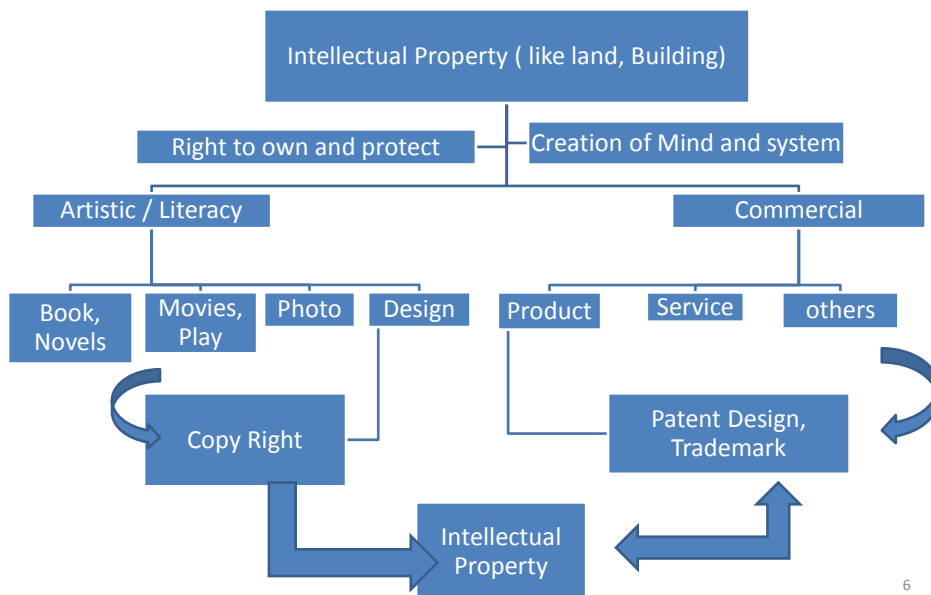 Intellectual Property ( like land, Building)
Right to own and protect
Creation of Mind and system
Artistic / Literacy
Commercial
Book,
Novels
Movies,
Play
Photo
Design
Product
Service
others
Copy Right
Patent Design,
Trademark
Intellectual
Property
6